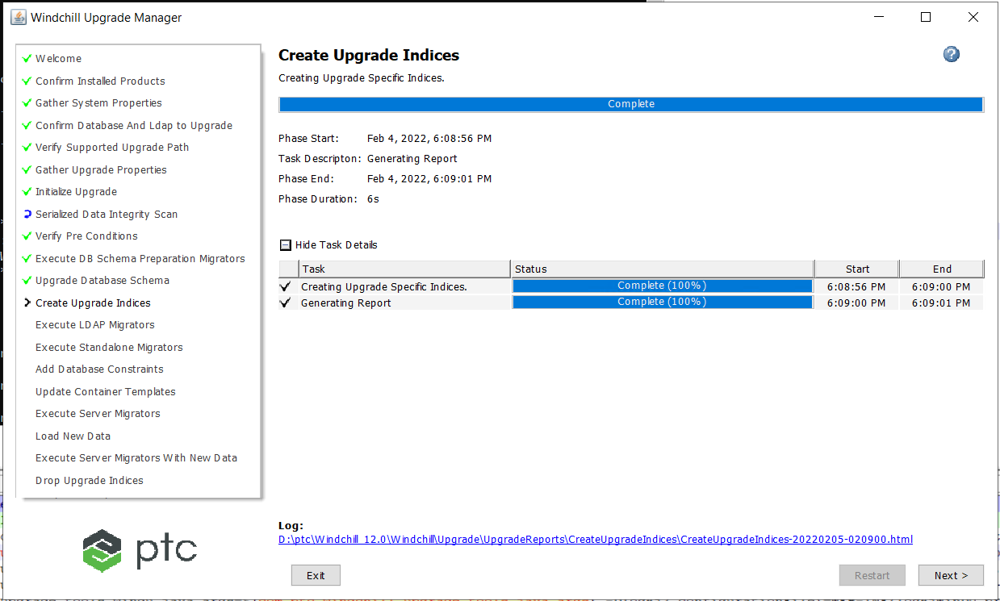 Windchill Upgrade Manager
Welcome
Confirm Installed Products
Gather System Properties
Confirm Database And Ldap to Upgrade
Verify Supported Upgrade Path
Gather Upgrade Properties
Initialize Upgrade
Serialized Data Integrity Scan
Verify Pre Conditions
Execute DB Schema Preparation Migrators
Upgrade Database Schema
Create Upgrade Indices
Execute LDAP Migrators
Execute Standalone Migrators
Add Database Constraints
Update Container Templates
Execute Server Migrators
Load New Data
Execute Server Migrators With New Data
Drop Upgrade Indices
ptc
Create Upgrade Indices
Creating Upgrade Specific Indices.
Complete
Phase Start: Feb 4, 2022, 6:08:56 PM
Task Descripton: Generating Report
Phase End: Feb 4, 2022, 6:09:01 PM
Phase Duration: 6s
Hide Task Details
Task Status Start End
Creating Upgrade Specific Indices. Complete (100%) 6:08:56 PM 6:09:00 PM
Generating Report Complete (100%) 6:09:00 PM 6:09:01 PM
Log:
D:\ptc\Windchill_12.0\Windchill\Upgrade\UpgradeReports\CreateUpgradeIndices\CreateUpgradeIndices-20220205-020900.html
Exit Restart Next >